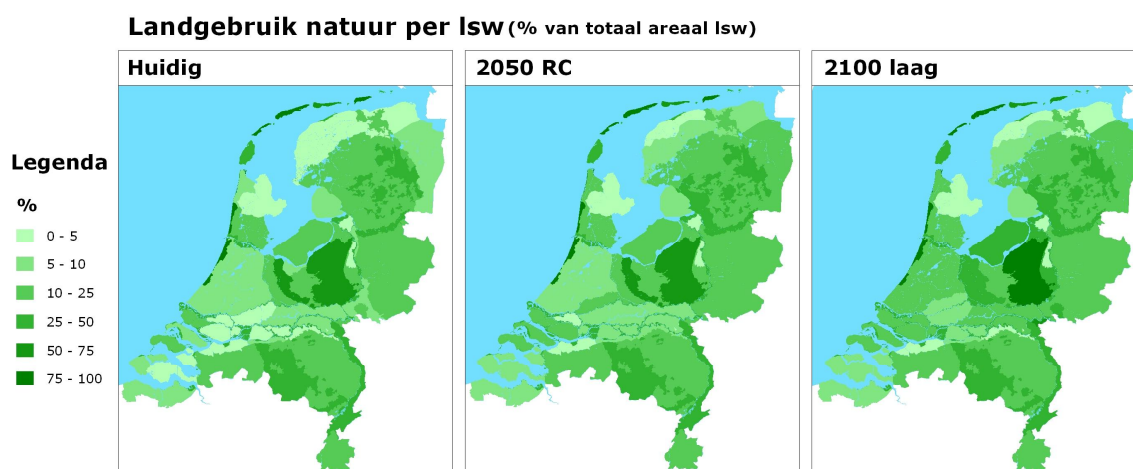 Landgebruik natuur per lsw (% van totaal areaal lsw)
Huidig
2050 RC
2100 laag
Legenda
%
0 - 5
5 - 10
10 - 25
25 - 50
50 - 75
75 - 100